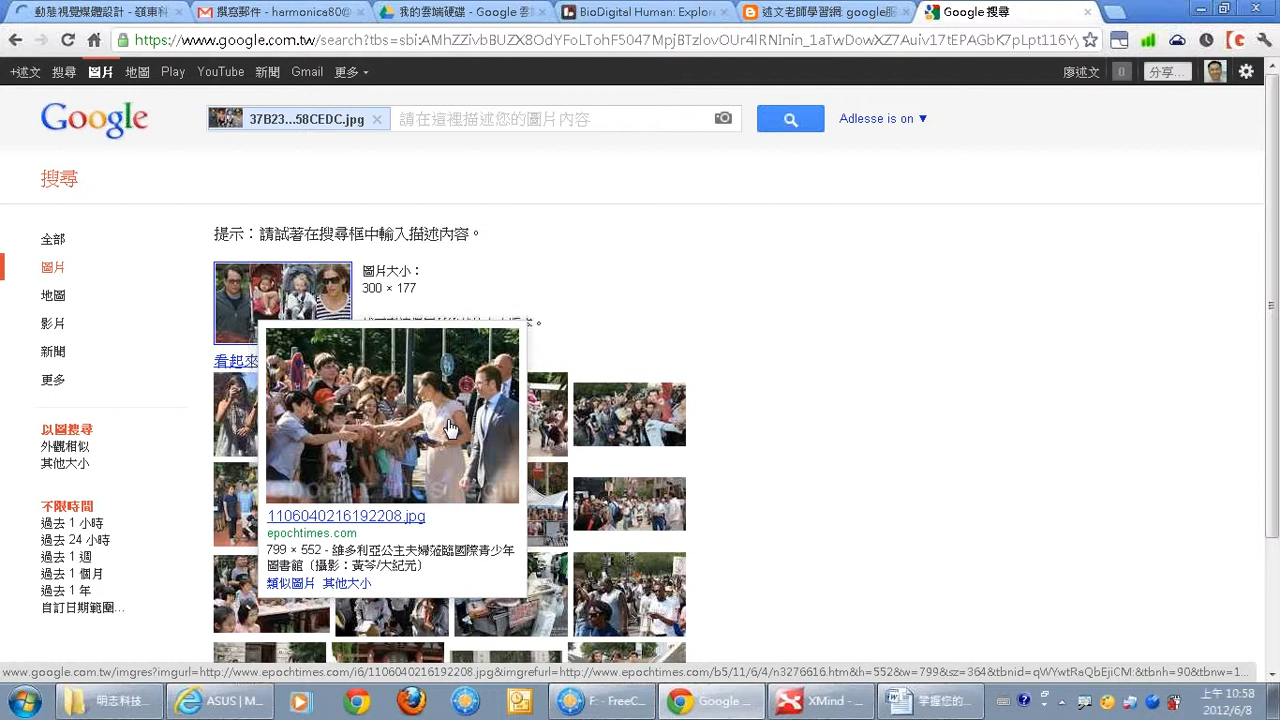 動態視覺媒體設計 - 嶺東科
撰寫郵件 - harmonica80@
我的雲端硬碟 - Google 雲
BioDigital Human: Explor
述文老師學習網: google服
Google 搜尋
https://www.google.com.tw/search?tbs=sbi:AMhZZivbBUZX8OdYFoLTohF5047MpjBTzlovOUr4lRNInin_1aTwDowXZ7Auiv17tEPAGbK7pLpt116Y
+述文 搜尋 圖片 地圖 Play YouTube 新聞 Gmail 更多
廖述文 0 分享...
Google
37B23...58CEDC.jpg
請在這裡描述您的圖片內容
Adlesse is on ▼
搜尋
提示：請試著在搜尋框中輸入描述內容。
全部
圖片
地圖
影片
新聞
更多
以圖搜尋
外觀相似
其他大小
不限時間
過去 1 小時
過去 24 小時
過去 1 週
過去 1 個月
過去 1 年
自訂日期範圍...
圖片大小：
300 × 177
看起來
1106040216192208.jpg
epochtimes.com
799 × 552 - 維多利亞公主夫婦蒞臨國際青少年
圖書館（攝影：黃芩/大紀元）
類似圖片 其他大小
www.google.com.tw/imgres?imgurl=http://www.epochtimes.com/i6/1106040216192208.jpg&imgrefurl=http://www.epochtimes.com/b5/11/6/4/n3276616.htm&h=552&w=799&sz=364&tbnid=qWYwtRaQbEjiCM:&tbnh=90&tbnw=1...
明志科技...
ASUS | M...
F: - FreeC...
Google ...
XMind - ...
掌握您的...
上午 10:58
2012/6/8